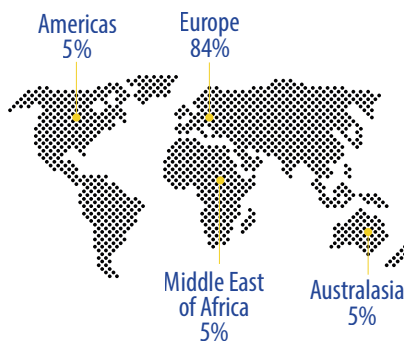 Americas
5%
Europe
84%
Middle East
of Africa
5%
Australasia
5%